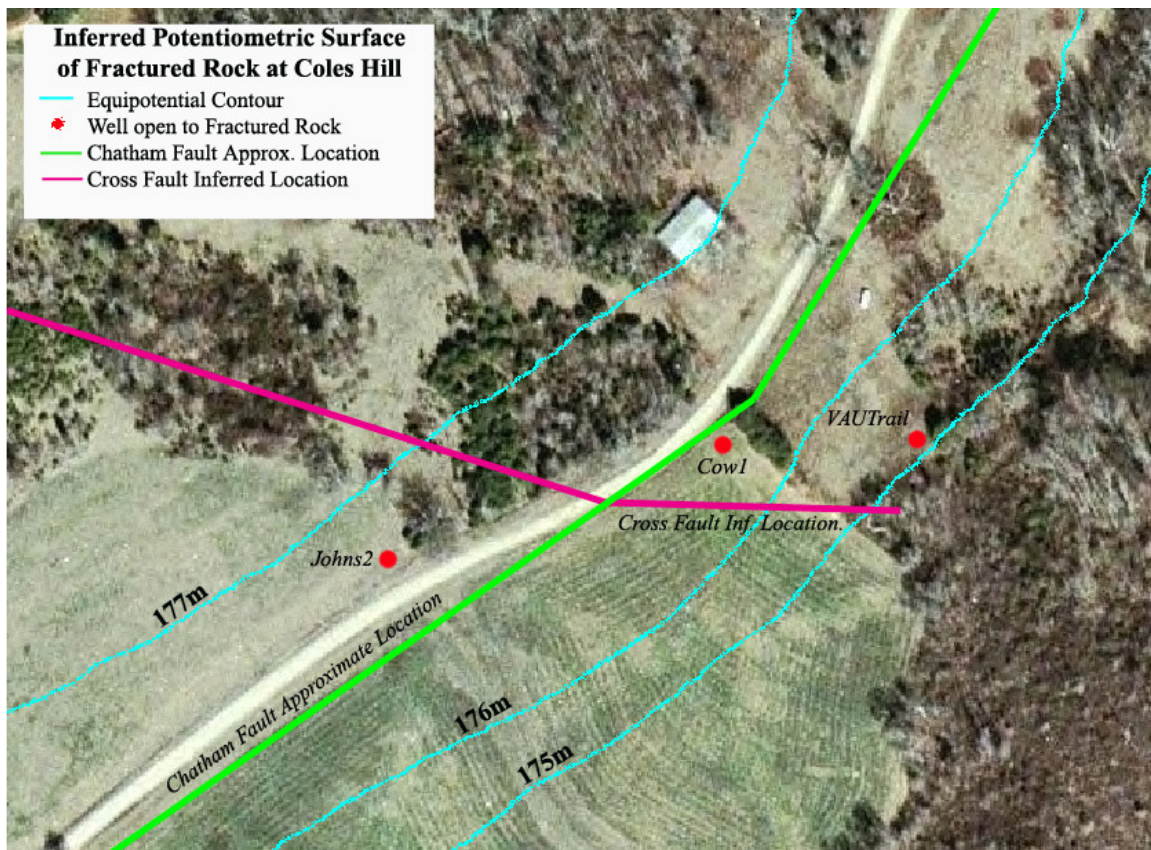 Inferred Potentiometric Surface
of Fractured Rock at Coles Hill
Equipotential Contour
Well open to Fractured Rock
Chatham Fault Approx. Location
Cross Fault Inferred Location
VAUTrail
Cow1
Cross Fault Inf. Location.
Johns2
177m
Chatham Fault Approximate Location
176m
175m